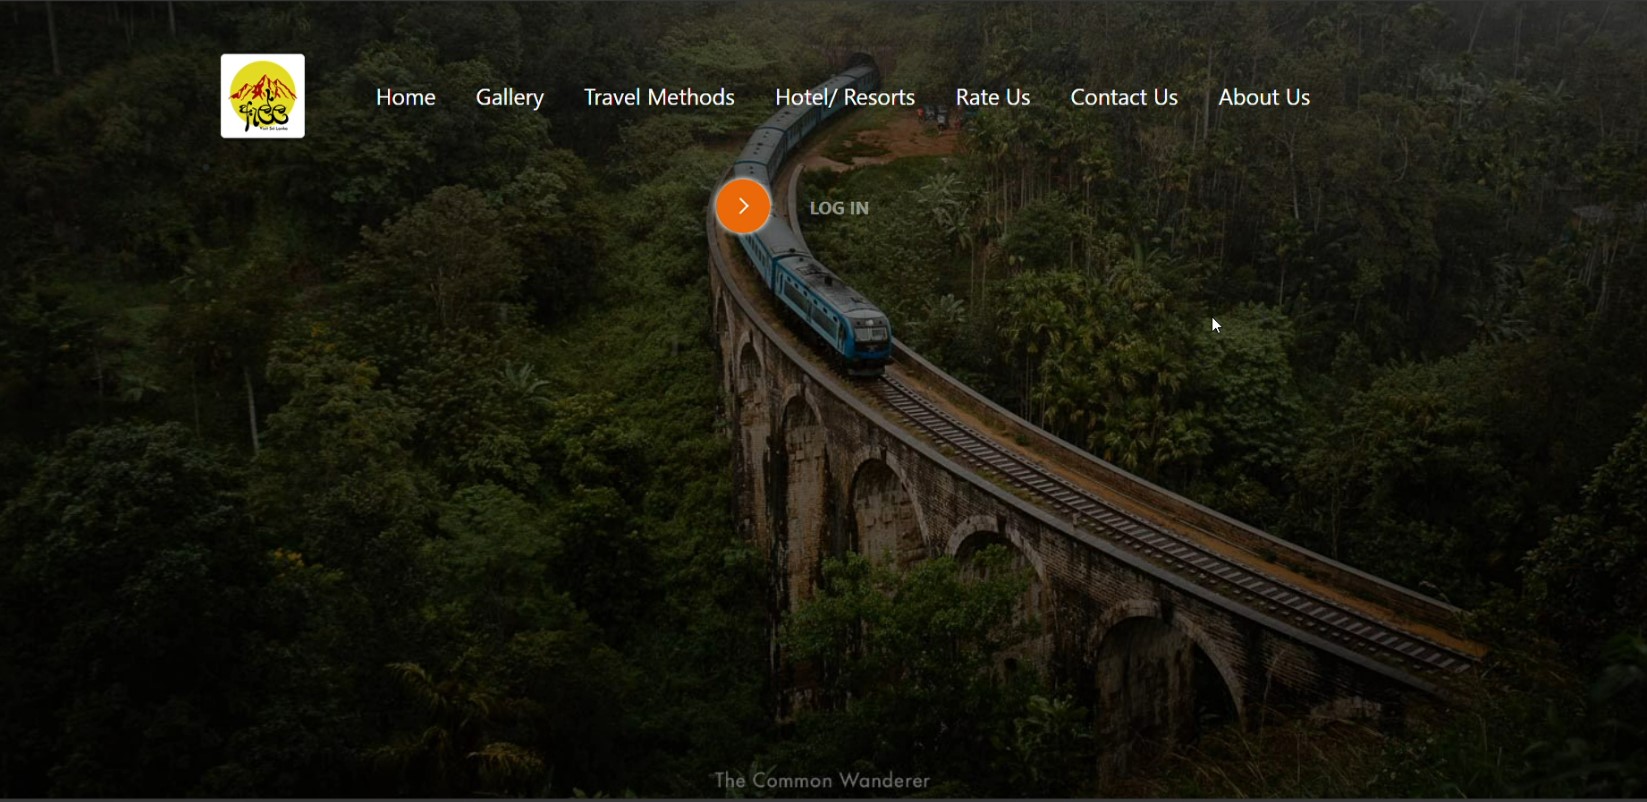 Home Gallery Travel Methods Hotel/ Resorts Rate Us Contact Us About Us
Visit Sri Lanka
LOG IN
The Common Wanderer